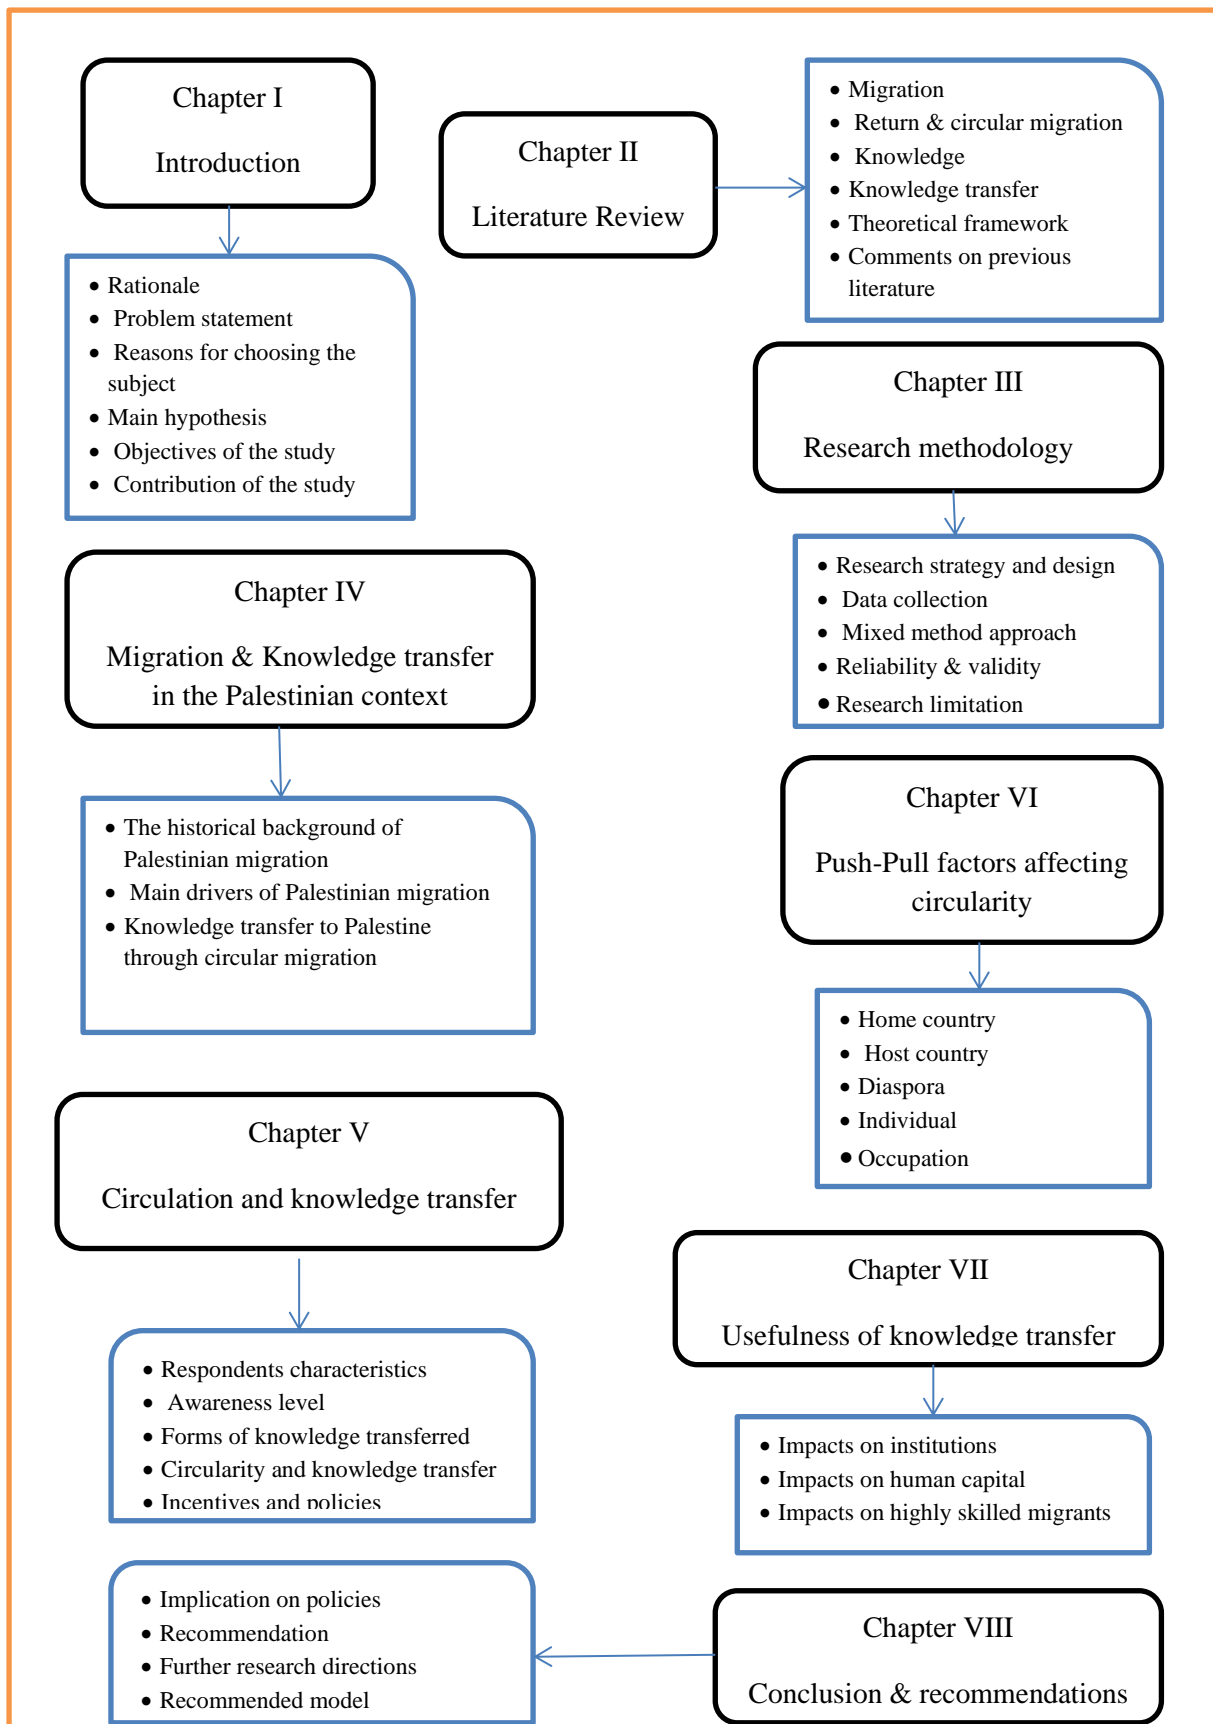 Chapter I
Introduction
• Rationale
• Problem statement
• Reasons for choosing the
subject
• Main hypothesis
• Objectives of the study
• Contribution of the study
Chapter II
Literature Review
• Migration
• Return & circular migration
• Knowledge
• Knowledge transfer
• Theoretical framework
• Comments on previous
literature
Chapter III
Research methodology
• Research strategy and design
• Data collection
• Mixed method approach
• Reliability & validity
• Research limitation
Chapter IV
Migration & Knowledge transfer
in the Palestinian context
• The historical background of
Palestinian migration
• Main drivers of Palestinian migration
• Knowledge transfer to Palestine
through circular migration
Chapter V
Circulation and knowledge transfer
• Respondents characteristics
• Awareness level
• Forms of knowledge transferred
• Circularity and knowledge transfer
• Incentives and policies
Chapter VI
Push-Pull factors affecting
circularity
• Home country
• Host country
• Diaspora
• Individual
• Occupation
Chapter VII
Usefulness of knowledge transfer
• Impacts on institutions
• Impacts on human capital
• Impacts on highly skilled migrants
Chapter VIII
Conclusion & recommendations
• Implication on policies
• Recommendation
• Further research directions
• Recommended model